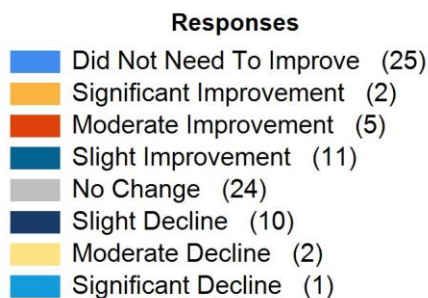 Responses
Did Not Need To Improve (25)
Significant Improvement (2)
Moderate Improvement (5)
Slight Improvement (11)
No Change (24)
Slight Decline (10)
Moderate Decline (2)
Significant Decline (1)